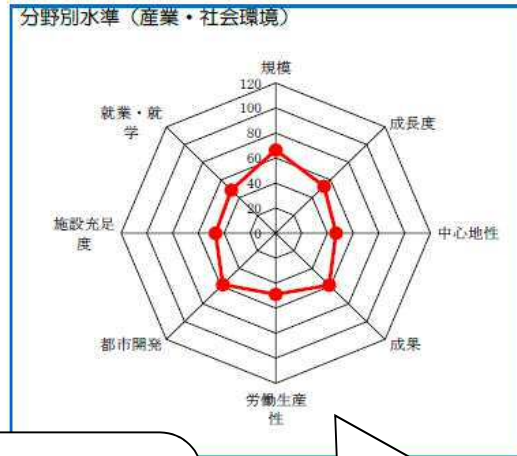 分野別水準（産業・社会環境）
規模
120
100
80
60
40
20
0
成長度
中心地性
成果
労働生産
性
都市開発
施設充足
度
就業・就
学